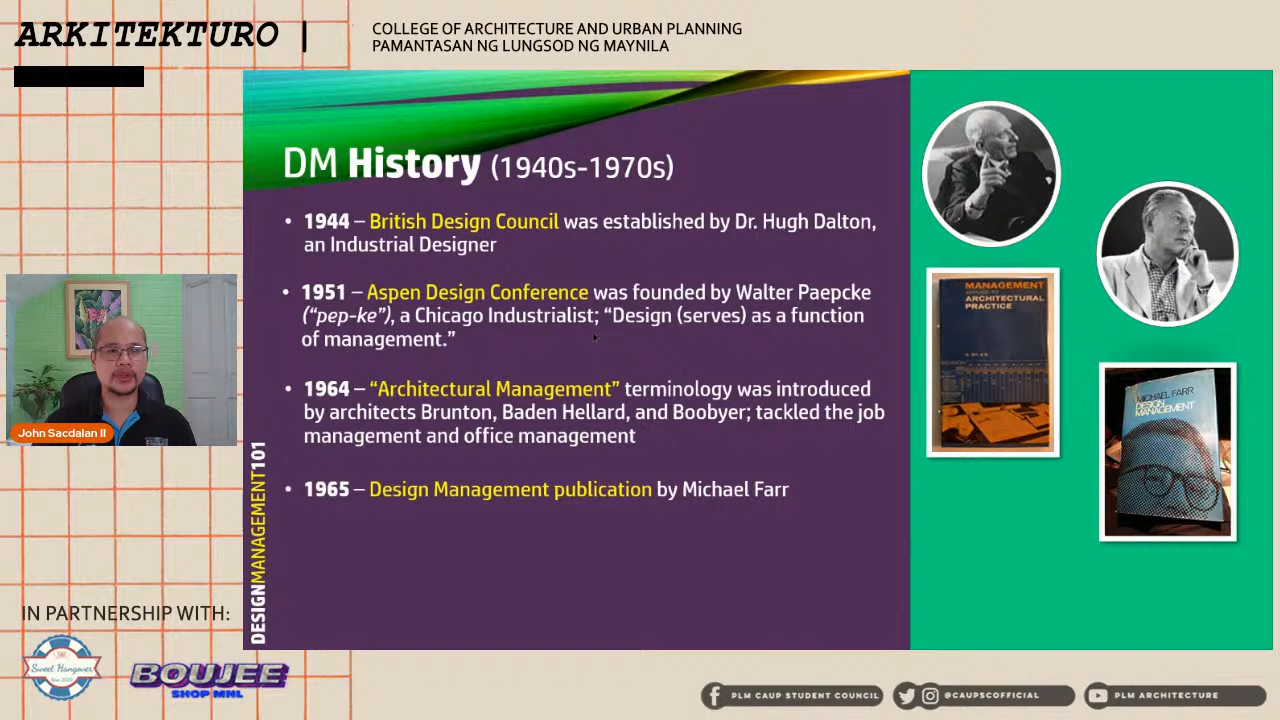 ARKITEKTURO |
COLLEGE OF ARCHITECTURE AND URBAN PLANNING
PAMANTASAN NG LUNGSOD NG MAYNILA
DM History (1940s-1970s)
• 1944 – British Design Council was established by Dr. Hugh Dalton,
an Industrial Designer
• 1951 – Aspen Design Conference was founded by Walter Paepcke
(“pep-ke”), a Chicago Industrialist; “Design (serves) as a function
of management.”
• 1964 – “Architectural Management” terminology was introduced
by architects Brunton, Baden Hellard, and Boobyer; tackled the job
management and office management
• 1965 – Design Management publication by Michael Farr
DESIGNMANAGEMENT101
MANAGEMENT
APPLIED TO
ARCHITECTURAL
PRACTICE
MICHAEL FARR
DESIGN
MANAGEMENT
John Sacdalan II
IN PARTNERSHIP WITH:
Sweet Hangover
BOUJEE
SHOP MNL
PLM CAUP STUDENT COUNCIL
@CAUPSCOFFICIAL
PLM ARCHITECTURE